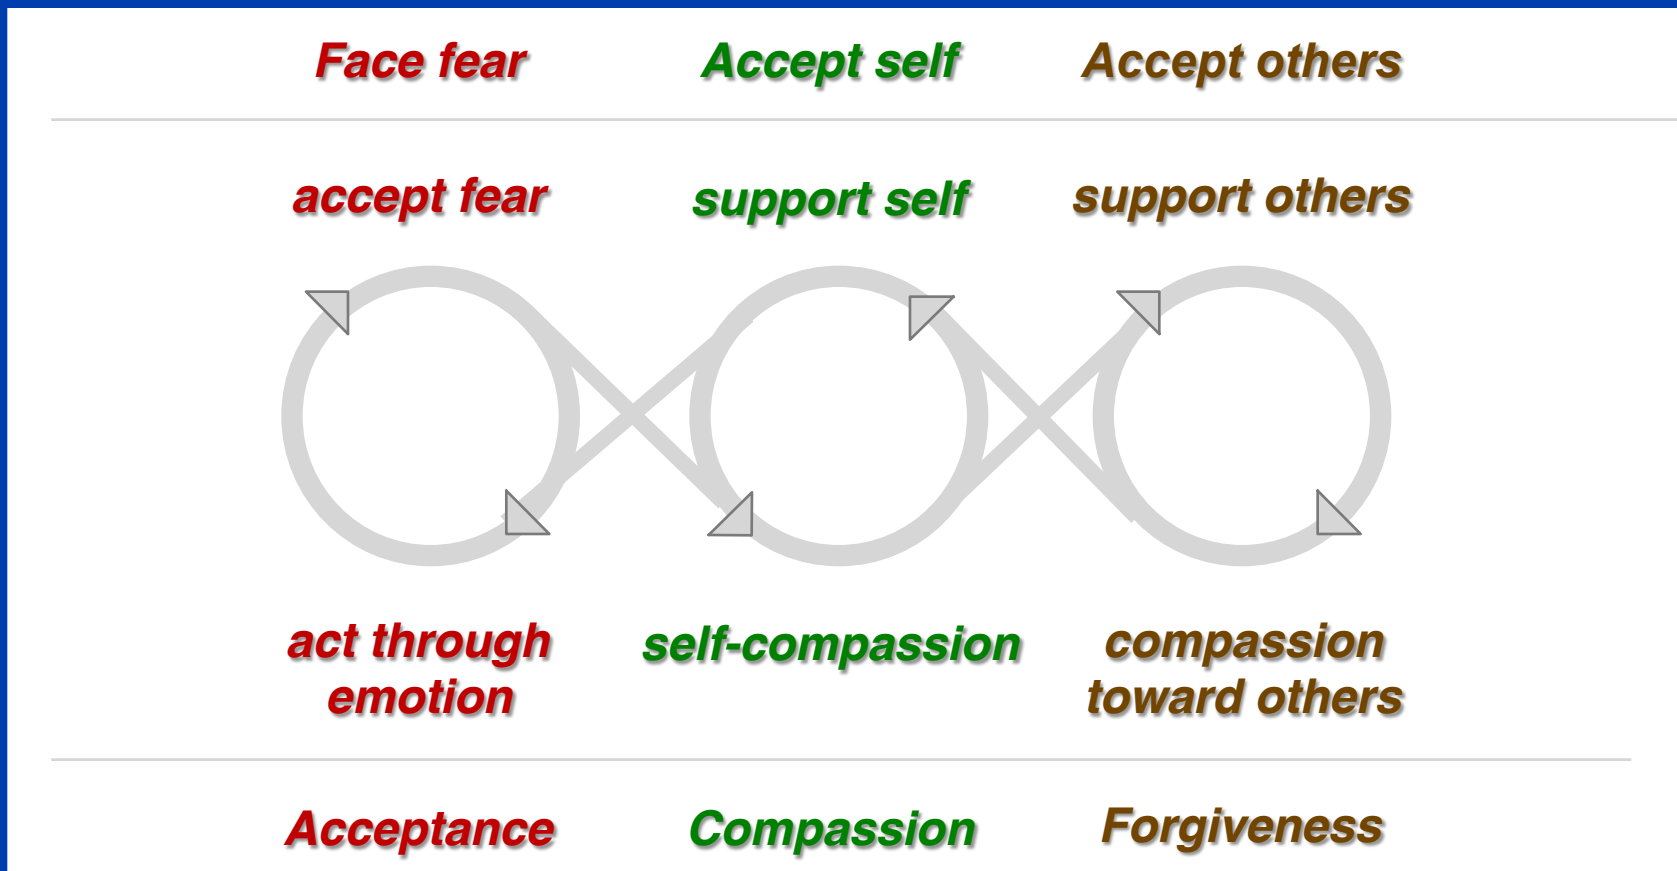 Face fear
Accept self
Accept others
accept fear
support self
support others
act through
emotion
self-compassion
compassion
toward others
Acceptance
Compassion
Forgiveness